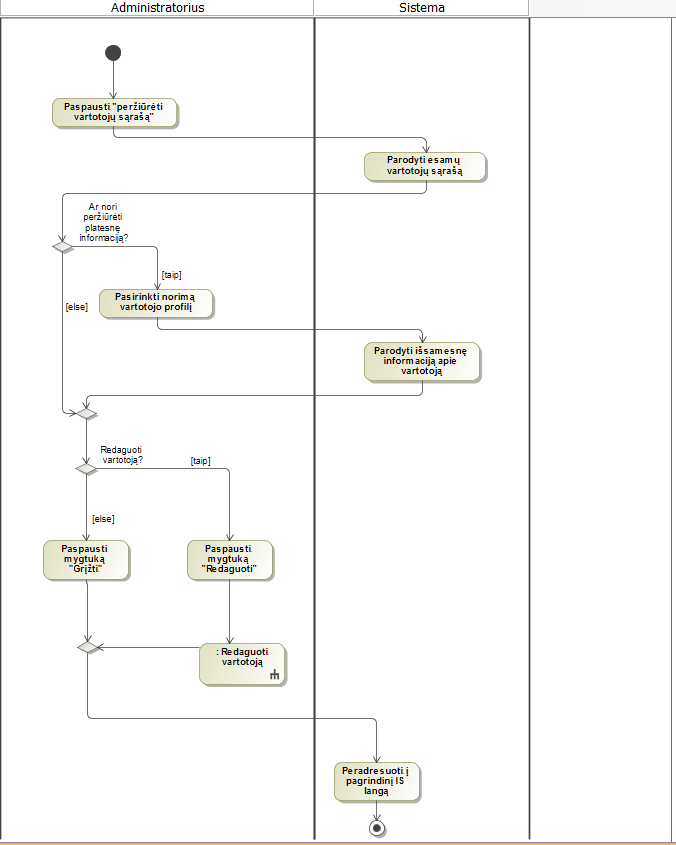 Administratorius
Sistema
Paspausti "peržiūrėti
vartotojų sąrašą"
Parodyti esamų
vartotojų sąrašą
Ar nori
peržiūrėti
platesnę
informaciją?
[taip]
[else]
Pasirinkti norimą
vartotojo profilį
Parodyti išsamesnę
informaciją apie
vartotoją
Redaguoti
vartotoją?
[taip]
[else]
Paspausti
mygtuką
"Grįžti"
Paspausti
mygtuką
"Redaguoti"
: Redaguoti
vartotoją
Peradresuoti į
pagrindinį IS
langą